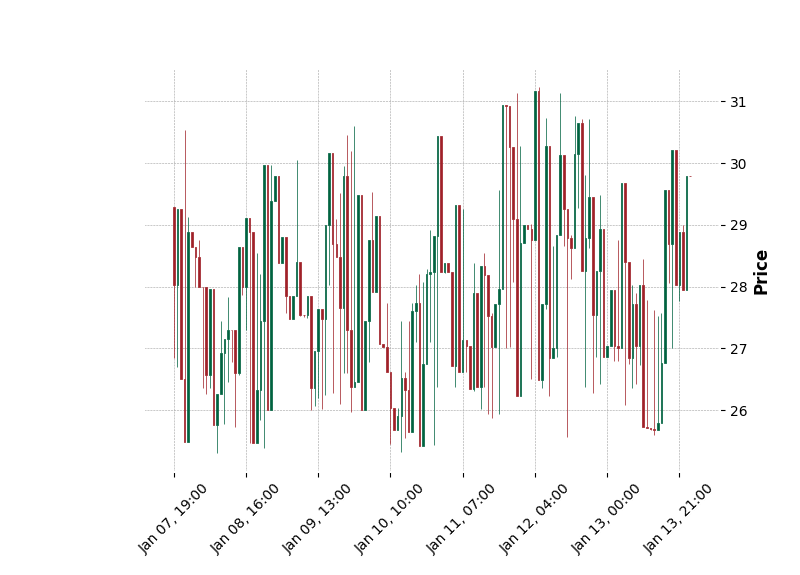 31
30
29
28
27
26
Price
Jan 07, 19:00
Jan 08, 16:00
Jan 09, 13:00
Jan 10, 10:00
Jan 11, 07:00
Jan 12, 04:00
Jan 13, 00:00
Jan 13, 21:00